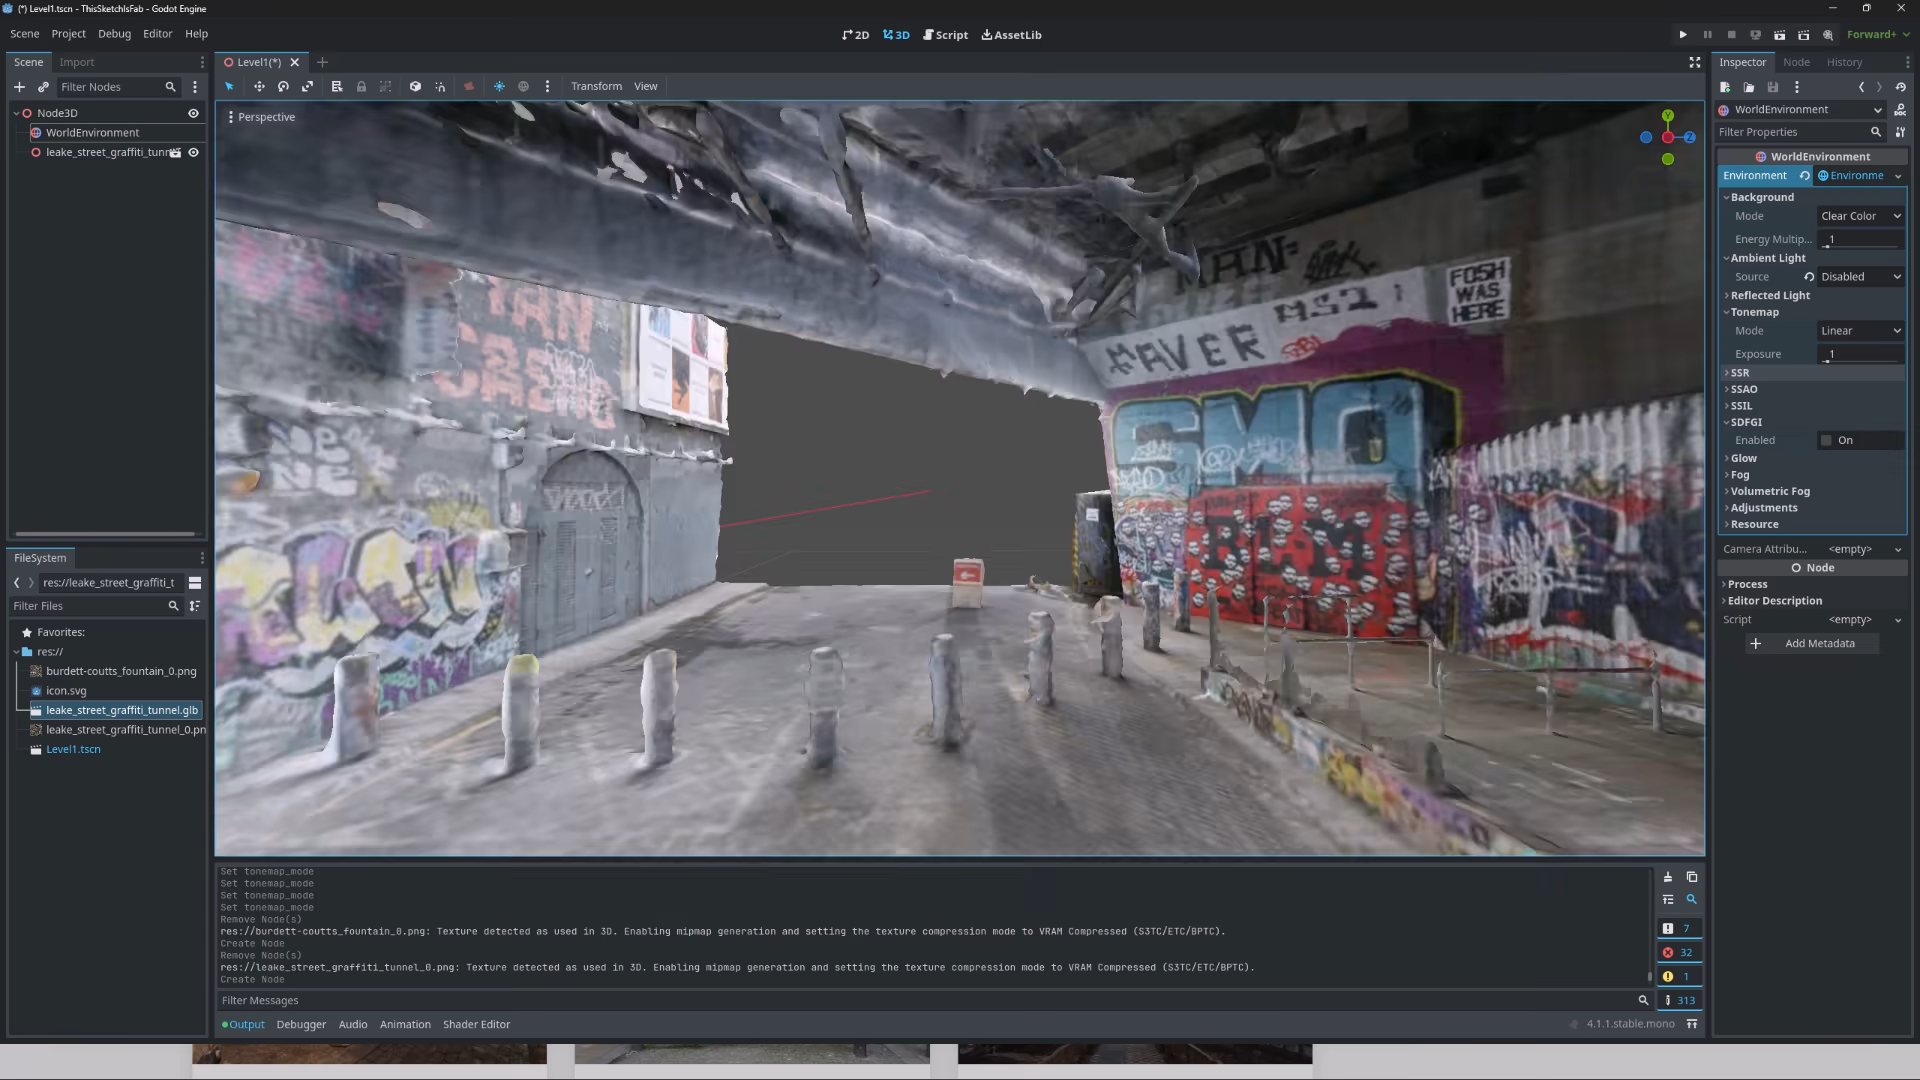 (*) Level1.tscn - ThisSketchIsFab - Godot Engine
Scene Project Debug Editor Help
2D 3D Script AssetLib
Forward+
Scene Import
Filter Nodes
Node3D
WorldEnvironment
leake_street_graffiti_tunn
Level1(*)
Transform View
Perspective
Y
Z
MAVER
FOSH
WAS
HERE
SMO
FileSystem
res://leake_street_graffiti_t
Filter Files
Favorites:
res://
burdett-coutts_fountain_0.png
icon.svg
leake_street_graffiti_tunnel.glb
leake_street_graffiti_tunnel_0.pn
Level1.tscn
Set tonemap_mode
Set tonemap_mode
Set tonemap_mode
Set tonemap_mode
Remove Node(s)
res://burdett-coutts_fountain_0.png: Texture detected as used in 3D. Enabling mipmap generation and setting the texture compression mode to VRAM Compressed (S3TC/ETC/BPTC).
Create Node
Remove Node(s)
res://leake_street_graffiti_tunnel_0.png: Texture detected as used in 3D. Enabling mipmap generation and setting the texture compression mode to VRAM Compressed (S3TC/ETC/BPTC).
Create Node
7
32
1
313
Filter Messages
Output Debugger Audio Animation Shader Editor
4.1.1.stable.mono
Inspector Node History
WorldEnvironment
DOC
Filter Properties
WorldEnvironment
Environment Environme
Background
Mode Clear Color
Energy Multip... 1
Ambient Light
Source Disabled
Reflected Light
Tonemap
Mode Linear
Exposure 1
SSR
SSAO
SSIL
SDFGI
Enabled On
Glow
Fog
Volumetric Fog
Adjustments
Resource
Camera Attribu... <empty>
Node
Process
Editor Description
Script <empty>
Add Metadata